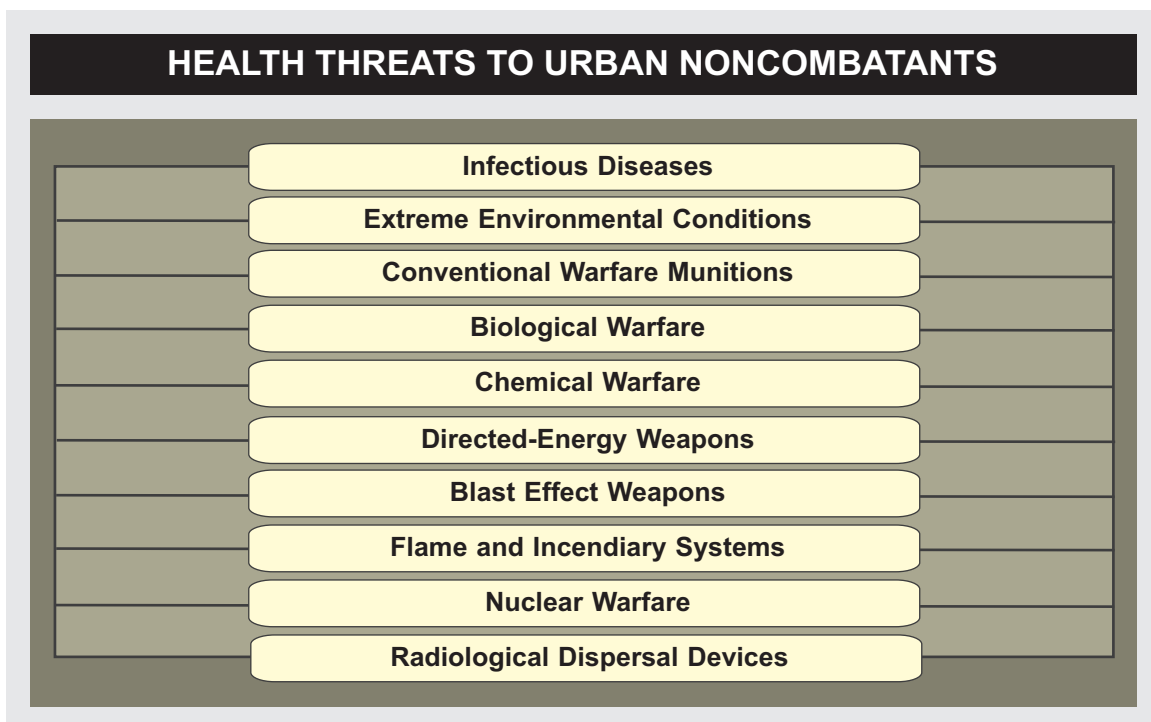 HEALTH THREATS TO URBAN NONCOMBATANTS
Infectious Diseases
Extreme Environmental Conditions
Conventional Warfare Munitions
Biological Warfare
Chemical Warfare
Directed-Energy Weapons
Blast Effect Weapons
Flame and Incendiary Systems
Nuclear Warfare
Radiological Dispersal Devices